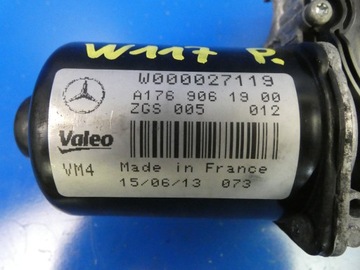 W117 P.
W000027119
A176 906 19 00
ZGS 005 012
Valeo
VM4 Made in France
15/06/13 073